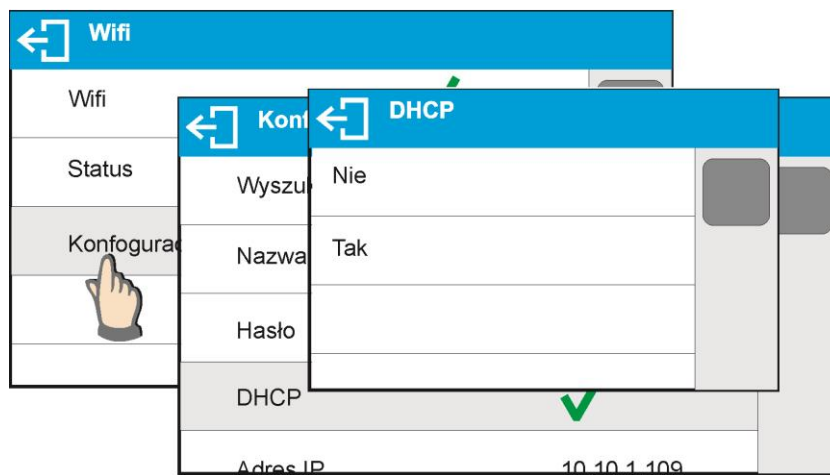 Wifi
Wifi
Status
Konfogurac
Konf
Wyszu
Nazwa
Hasło
DHCP
Adres IP 10.10.1.109
DHCP
Nie
Tak